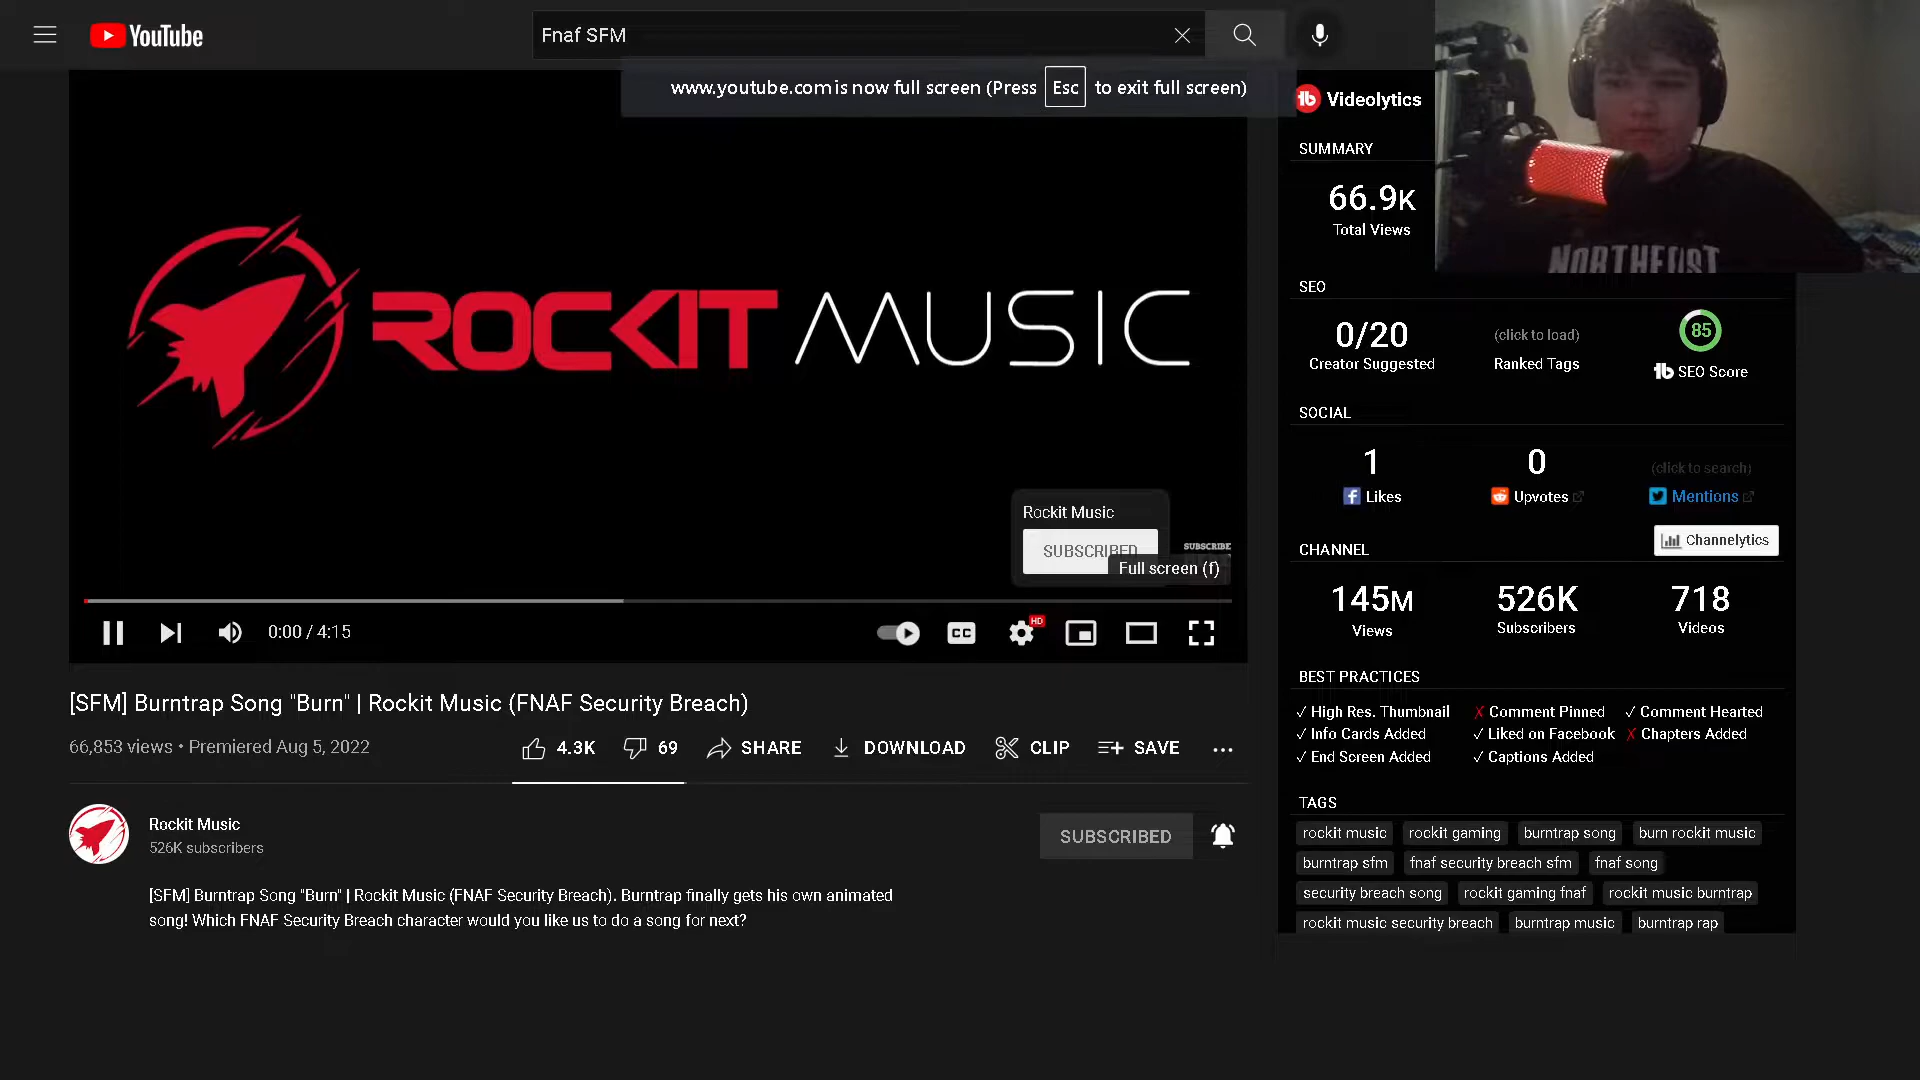 YouTube
Fnaf SFM
www.youtube.com is now full screen (Press Esc to exit full screen)
Videolytics
SUMMARY
66.9K
Total Views
NORTHEAST
SEO
0/20
Creator Suggested
(click to load)
Ranked Tags
85
SEO Score
ROCKIT MUSIC
SOCIAL
1
Likes
0
Upvotes
(click to search)
Mentions
Rockit Music
SUBSCRIBED
SUBSCRIBE
Full screen (f)
CHANNEL
Channelytics
145M
Views
526K
Subscribers
718
Videos
0:00 / 4:15
CC
HD
[SFM] Burntrap Song "Burn" | Rockit Music (FNAF Security Breach)
66,853 views • Premiered Aug 5, 2022
4.3K
69
SHARE
DOWNLOAD
CLIP
SAVE
BEST PRACTICES
✓ High Res. Thumbnail ✗ Comment Pinned ✓ Comment Hearted
✓ Info Cards Added ✓ Liked on Facebook ✗ Chapters Added
✓ End Screen Added ✓ Captions Added
Rockit Music
526K subscribers
SUBSCRIBED
[SFM] Burntrap Song "Burn" | Rockit Music (FNAF Security Breach). Burntrap finally gets his own animated
song! Which FNAF Security Breach character would you like us to do a song for next?
TAGS
rockit music rockit gaming burntrap song burn rockit music
burntrap sfm fnaf security breach sfm fnaf song
security breach song rockit gaming fnaf rockit music burntrap
rockit music security breach burntrap music burntrap rap